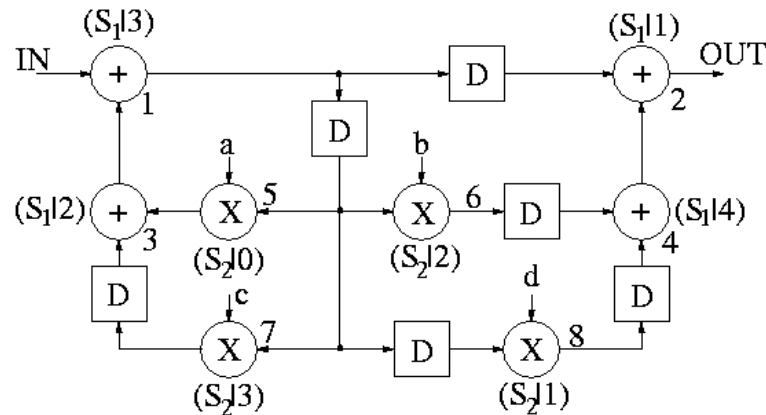 (S₁|3) (S₁|1)
IN + D + OUT
1 2
D
a b
(S₁|2) + X 5 X 6 D + (S₁|4)
3 4
(S₂|0) (S₂|2)
D c d D
X 7 D X 8
(S₂|3) (S₂|1)